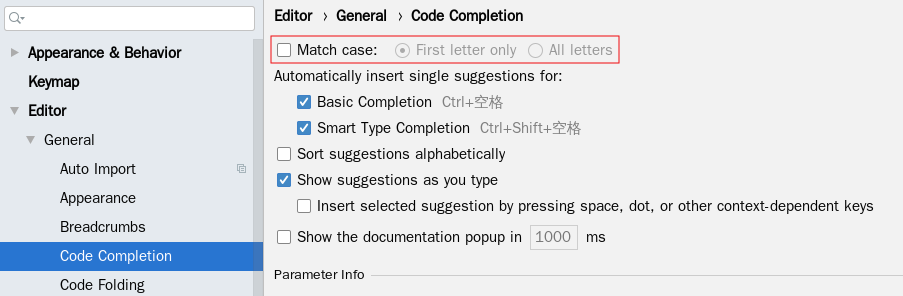 Appearance & Behavior
Keymap
Editor
General
Auto Import
Appearance
Breadcrumbs
Code Completion
Code Folding
Editor › General › Code Completion
Match case: First letter only All letters
Automatically insert single suggestions for:
Basic Completion Ctrl+空格
Smart Type Completion Ctrl+Shift+空格
Sort suggestions alphabetically
Show suggestions as you type
Insert selected suggestion by pressing space, dot, or other context-dependent keys
Show the documentation popup in 1000 ms
Parameter Info